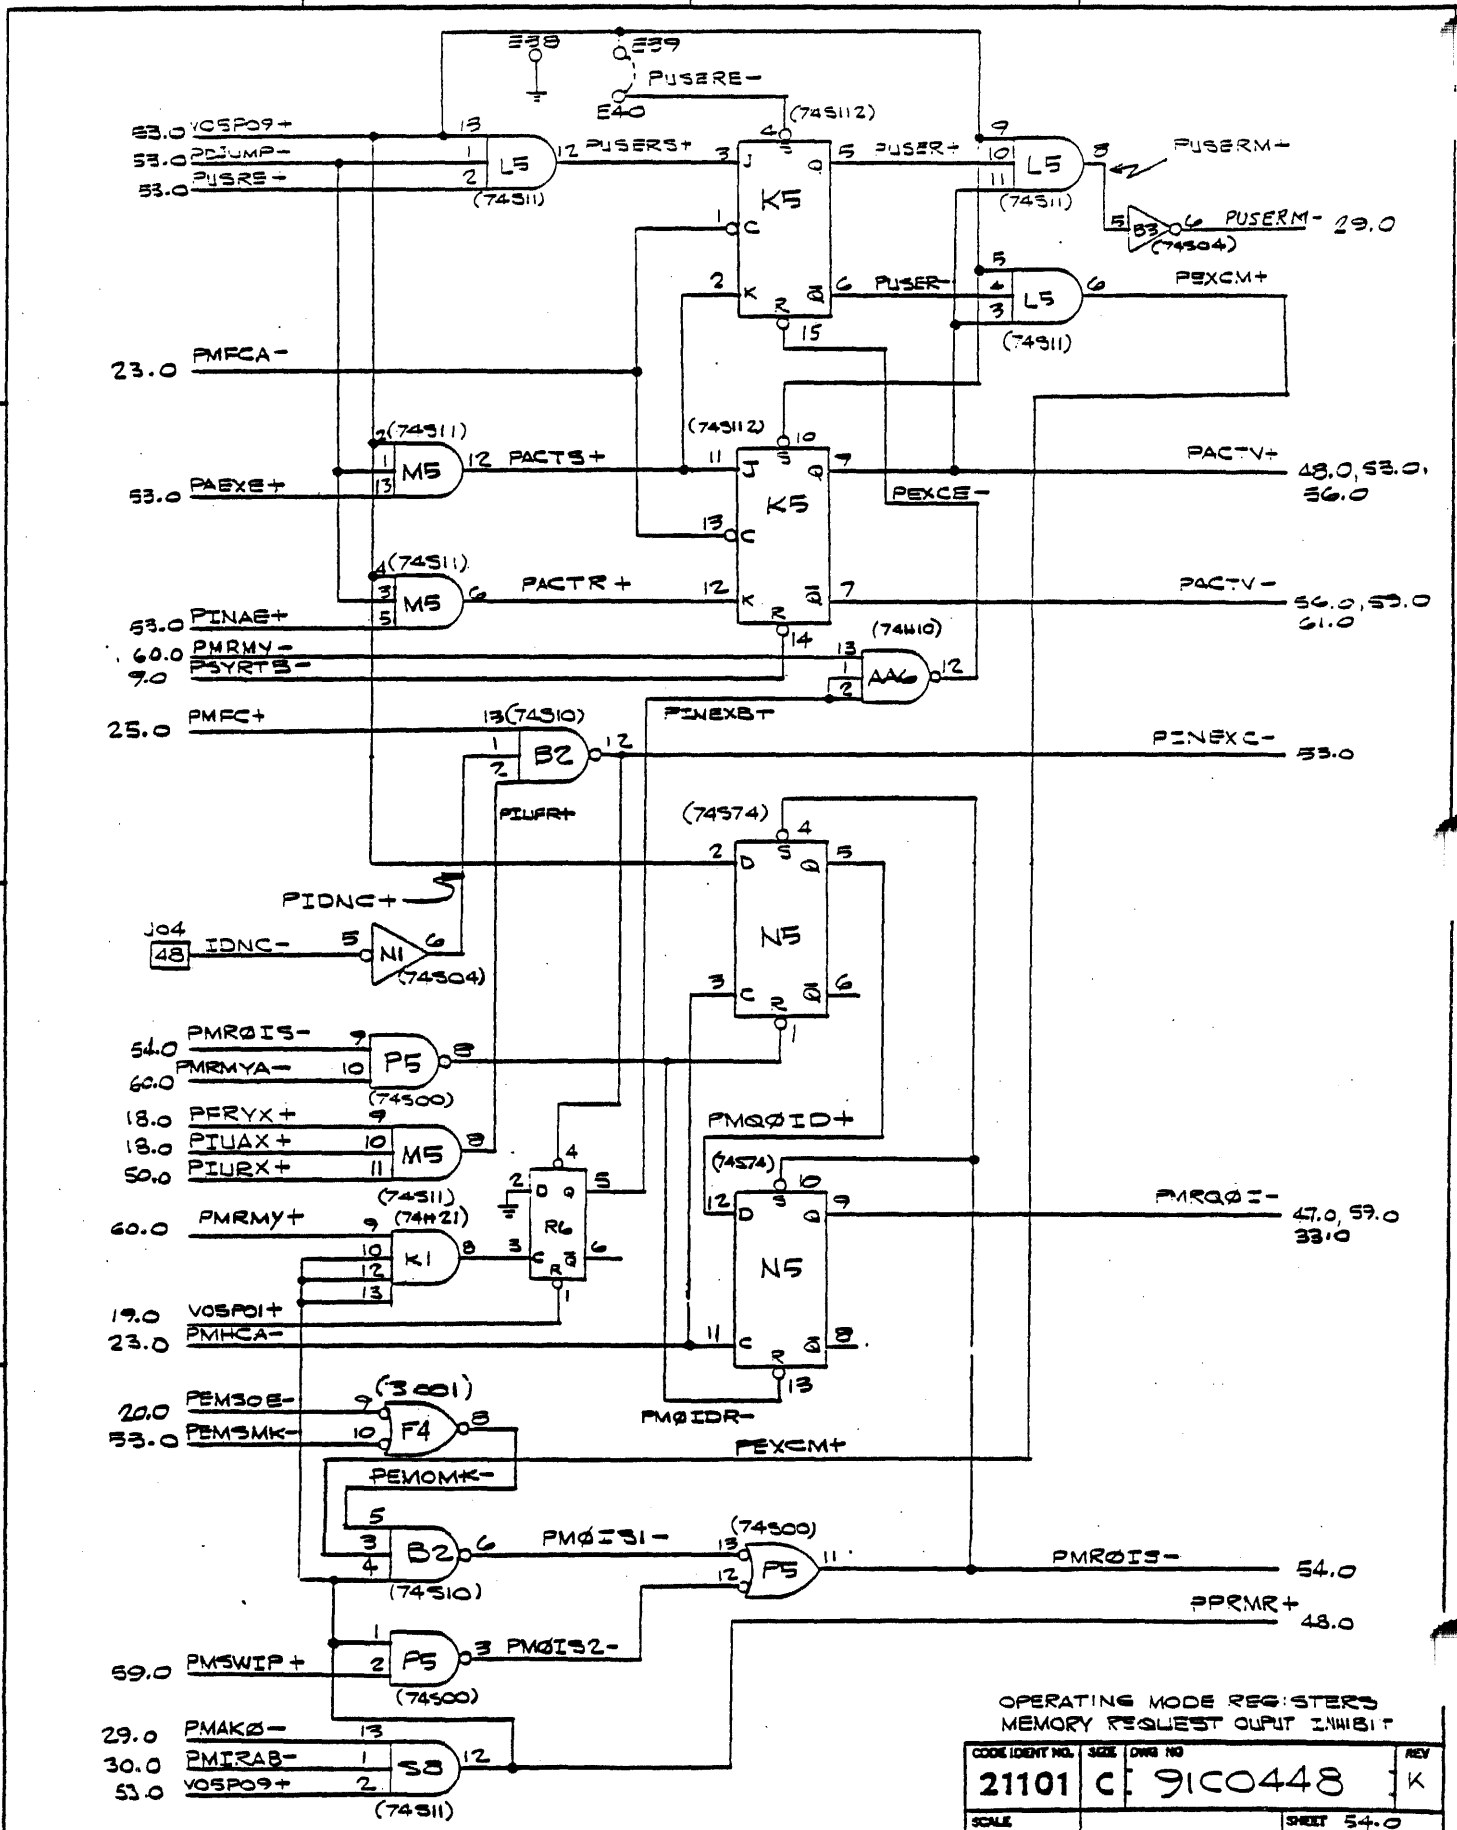 E38
E39
PUSERE-
E40
(74S112)
53.0 V05P09+
13
4
9
53.0 PDJUMP-
1
L5
12
PUSERS+
3
J
S
Q
5
PUSER+
10
L5
8
PUSERM+
53.0 PUSRE+
2
(74S11)
K5
11
(74S11)
1
C
5
B3
6
PUSERM- 29.0
(74S04)
2
K
R
Q
6
PUSER-
5
4
3
L5
6
PEXCM+
15
(74S11)
23.0
PMFCA-
(74S112)
10
2
(74S11)
1
M5
12
PACTS+
11
J
S
Q
9
PACTV+
48.0, 53.0,
56.0
53.0 PAEXE+
13
K5
PEXCE-
13
C
4
(74S11)
3
M5
6
PACTR+
12
K
R
Q
7
PACTV-
56.0, 59.0
61.0
53.0 PINAE+
5
14
(74H10)
60.0 PMRMY-
13
9.0 PSYRTS-
1
AA6
12
2
PINEXB+
25.0
PMFC+
13
(74S10)
1
B2
12
PINEXC-
53.0
2
PIUFR+
(74S74)
4
2
D
S
Q
5
PIDNC+
N5
J04
48
IDNC-
5
N1
6
(74S04)
3
C
R
Q
6
1
54.0
PMRØIS-
9
P5
8
60.0
PMRMYA-
10
(74S00)
18.0
PFRYX+
9
PMQØID+
18.0
PIUAX+
10
M5
8
50.0
PIURX+
11
(74S11)
4
(74S74)
10
2
D
Q
5
60.0
PMRMY+
(74H21)
9
10
12
13
K1
8
3
C
R6
Q
6
R
1
12
D
S
Q
9
PMRQØI-
47.0, 59.0
33.0
N5
19.0
V05P01+
23.0
PMHCA-
11
C
R
Q
8
13
20.0
PEMSOE-
9
(3001)
F4
8
PMØIDR-
53.0
PEMSMK-
10
PEXCM+
PEMOMK-
5
3
4
B2
6
PMØIS1-
13
(74S00)
12
P5
11
PMRØIS-
54.0
(74S10)
PPRMR+
48.0
1
P5
3
PMØIS2-
59.0
PMSWIP+
2
(74S00)
29.0
PMAKØ-
13
30.0
PMIRAB-
1
S8
12
53.0
V05P09+
2
(74S11)
OPERATING MODE REGISTERS
MEMORY REQUEST OUPUT INHIBIT
CODE IDENT NO.
SIZE
DWG NO
REV
21101
C
91C0448
K
SCALE
SHEET 54.0